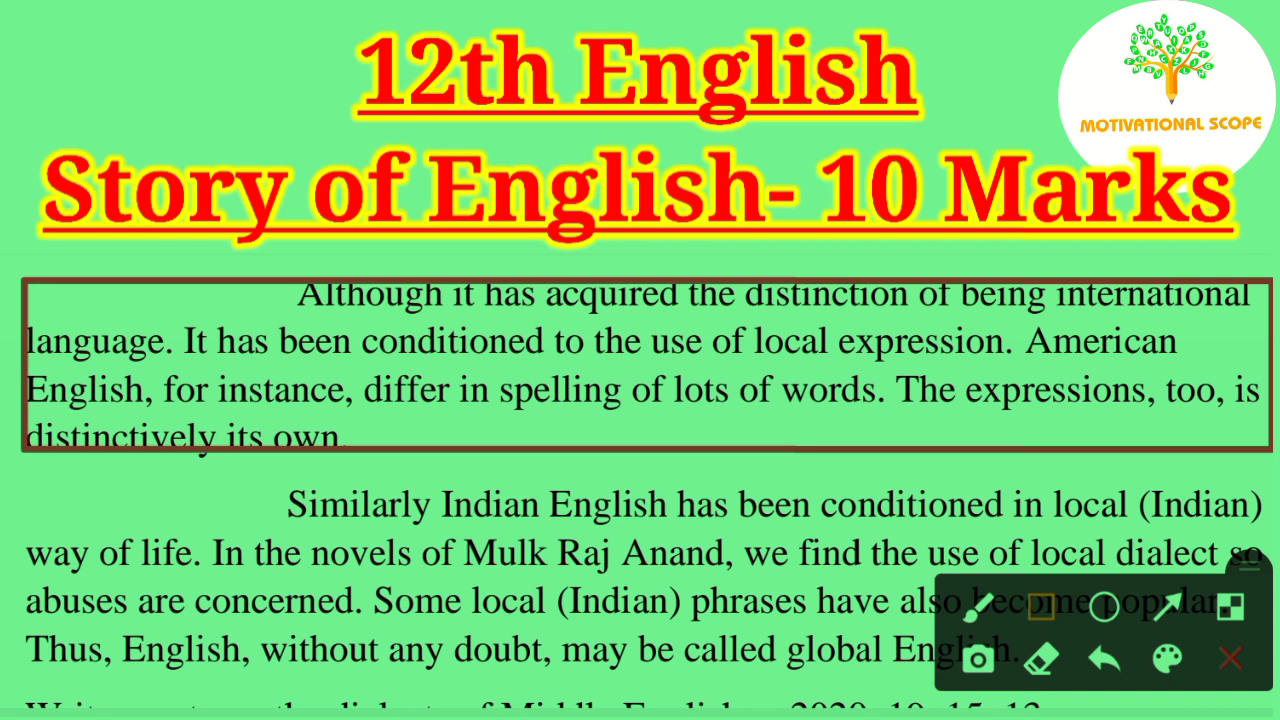 12th English
MOTIVATIONAL SCOPE
Story of English- 10 Marks
Although it has acquired the distinction of being international
language. It has been conditioned to the use of local expression. American
English, for instance, differ in spelling of lots of words. The expressions, too, is
distinctively its own.
Similarly Indian English has been conditioned in local (Indian)
way of life. In the novels of Mulk Raj Anand, we find the use of local dialect so
abuses are concerned. Some local (Indian) phrases have also become popular.
Thus, English, without any doubt, may be called global English.